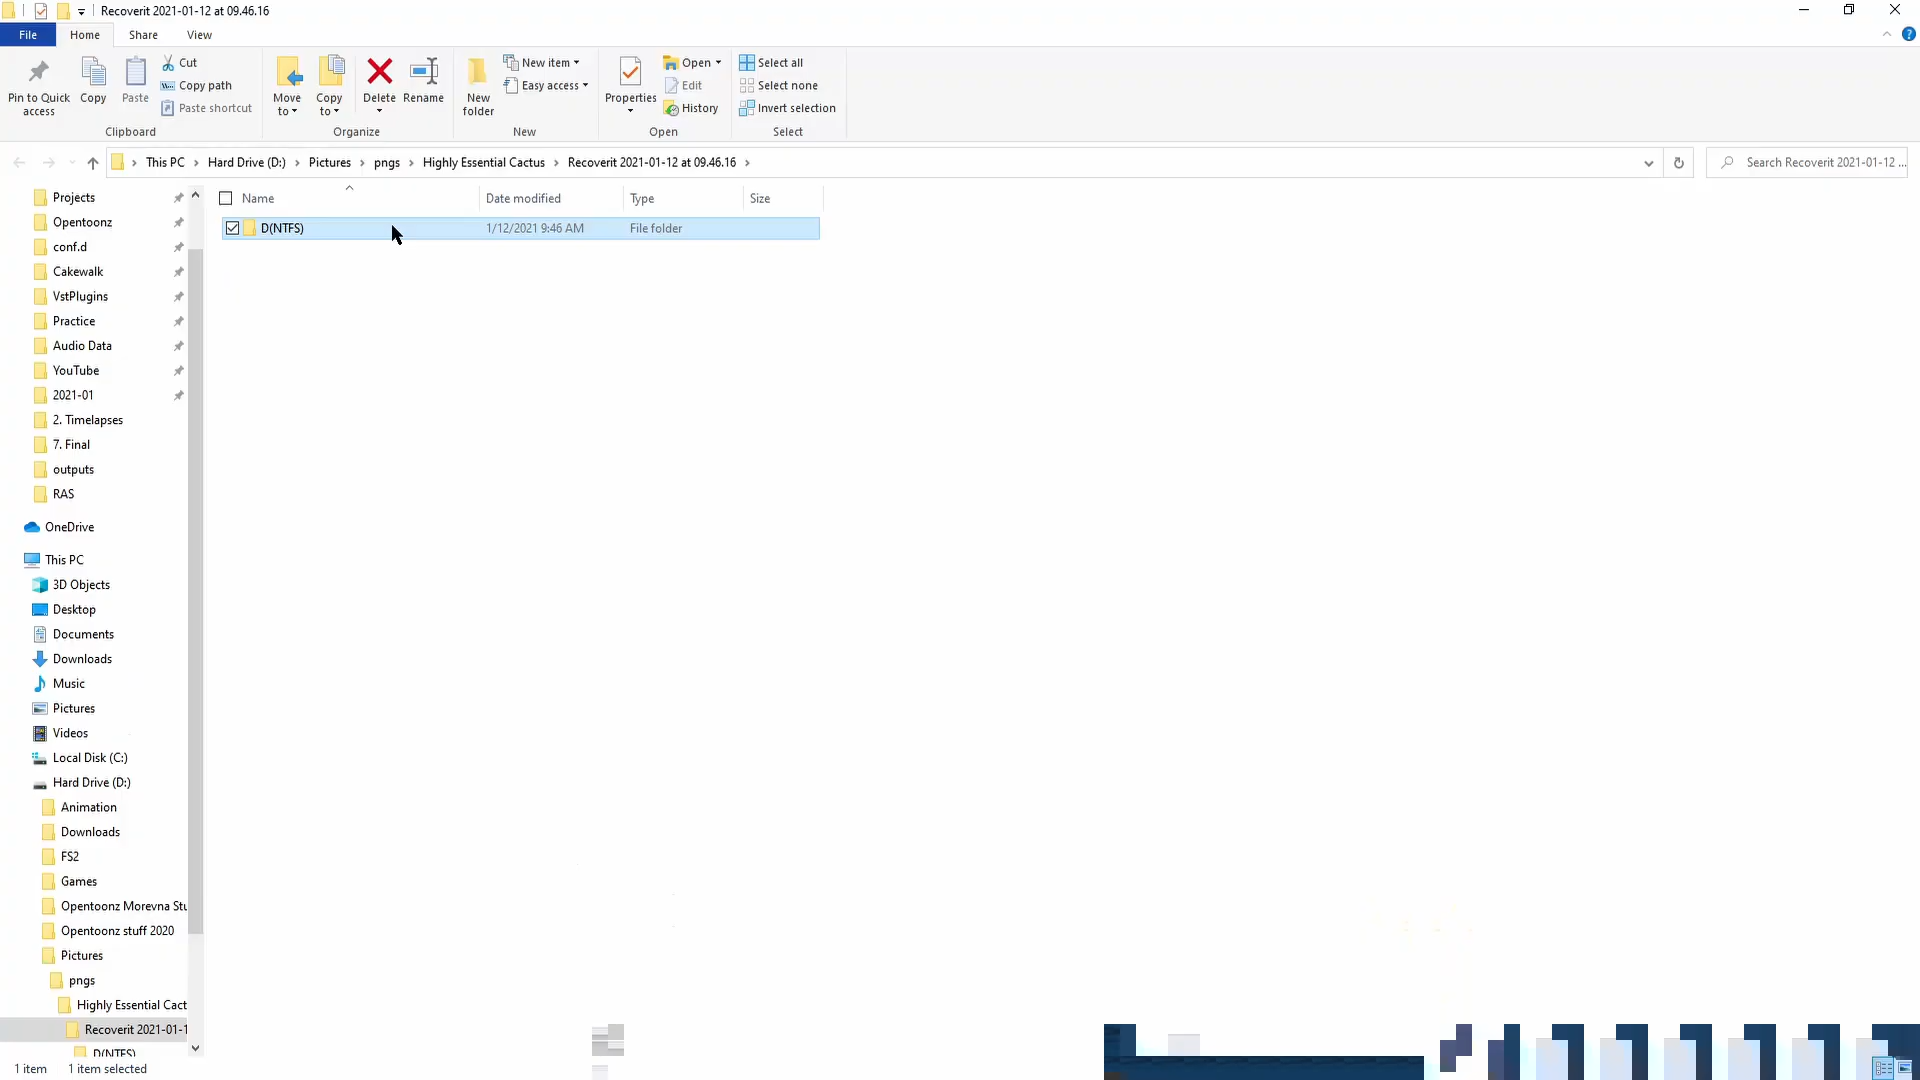 Recoverit 2021-01-12 at 09.46.16
File Home Share View
Pin to Quick access
Copy
Paste
Cut
Copy path
Paste shortcut
Clipboard
Move to
Copy to
Delete
Rename
Organize
New folder
New item
Easy access
New
Properties
Open
Edit
History
Open
Select all
Select none
Invert selection
Select
This PC > Hard Drive (D:) > Pictures > pngs > Highly Essential Cactus > Recoverit 2021-01-12 at 09.46.16 >
Search Recoverit 2021-01-12 ...
Name Date modified Type Size
D(NTFS) 1/12/2021 9:46 AM File folder
Projects
Opentoonz
conf.d
Cakewalk
VstPlugins
Practice
Audio Data
YouTube
2021-01
2. Timelapses
7. Final
outputs
RAS
OneDrive
This PC
3D Objects
Desktop
Documents
Downloads
Music
Pictures
Videos
Local Disk (C:)
Hard Drive (D:)
Animation
Downloads
FS2
Games
Opentoonz Morevna Stu
Opentoonz stuff 2020
Pictures
pngs
Highly Essential Cact
Recoverit 2021-01-1
D(NTFS)
1 item 1 item selected